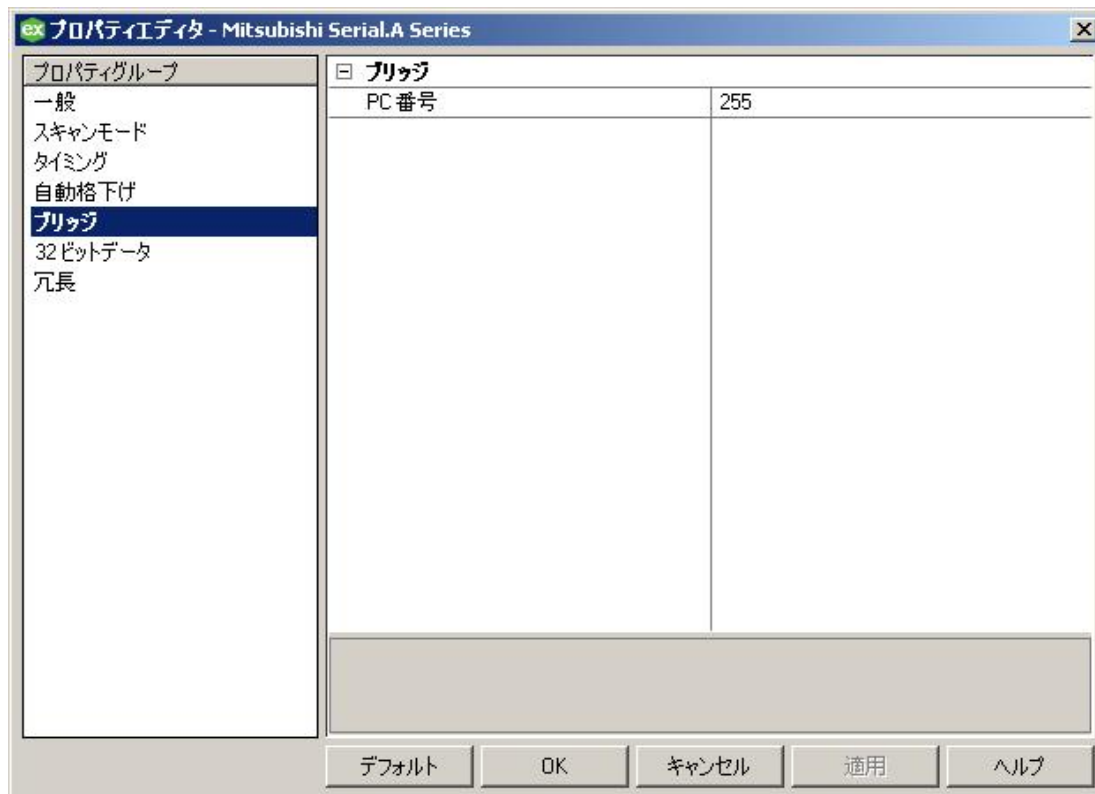 ex プロパティエディタ - Mitsubishi Serial.A Series
プロパティグループ
一般
スキャンモード
タイミング
自動格下げ
ブリッジ
32 ビットデータ
冗長
ブリッジ
PC 番号 255
デフォルト OK キャンセル 適用 ヘルプ